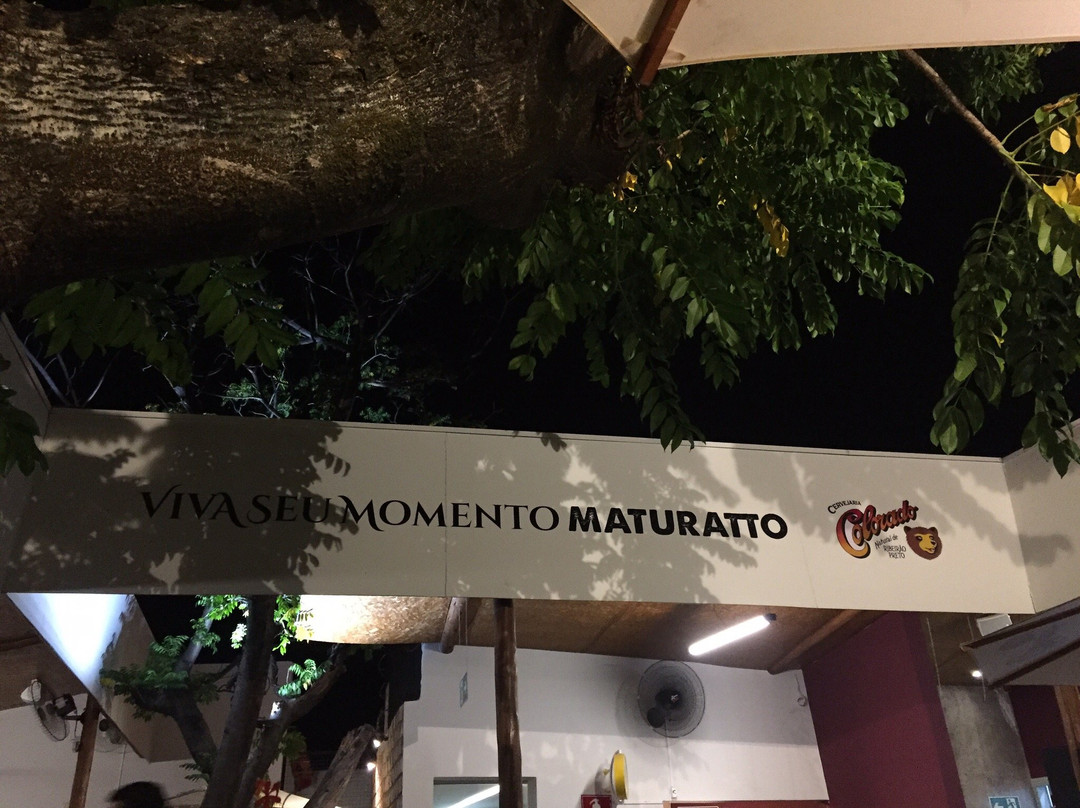 VIVA SEU MOMENTO MATURATTO
CERVEJARIA
Colorado
Natural de
RIBEIRÃO
PRETO